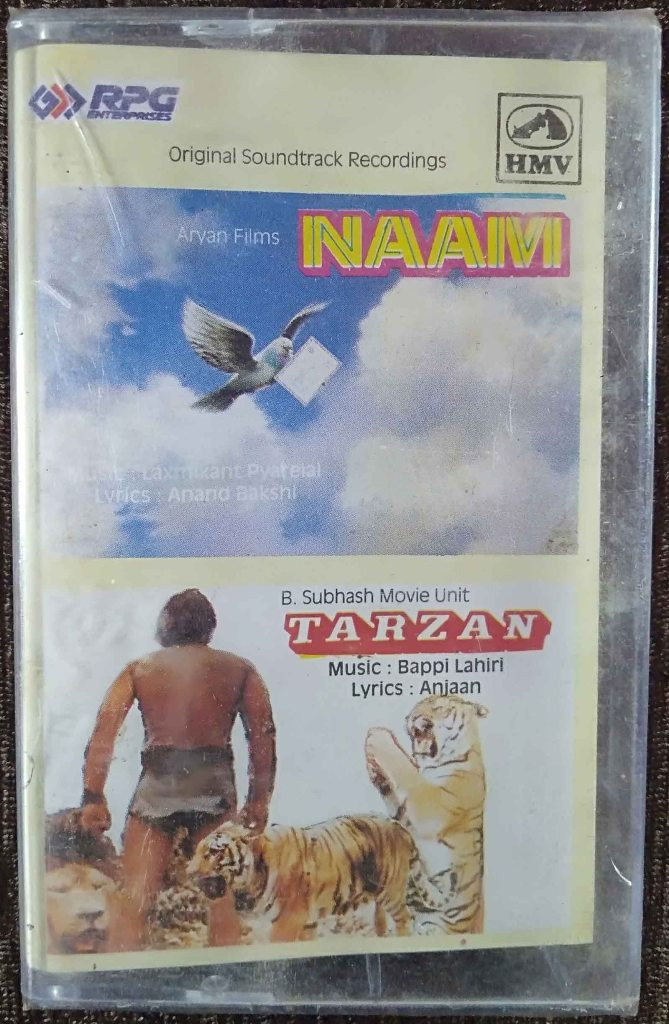 RPG
ENTERPRISES
HMV
Original Soundtrack Recordings
Aryan Films
NAAM
Music : Laxmikant Pyarelal
Lyrics : Anand Bakshi
B. Subhash Movie Unit
TARZAN
Music : Bappi Lahiri
Lyrics : Anjaan